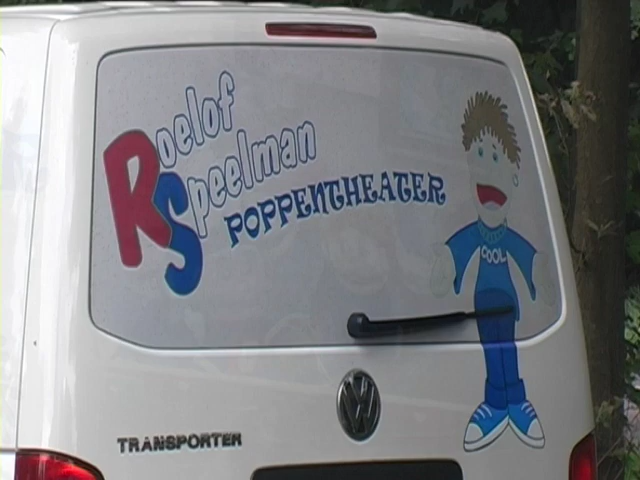 Roelof
Speelman
POPPENTHEATER
COOL
TRANSPORTER